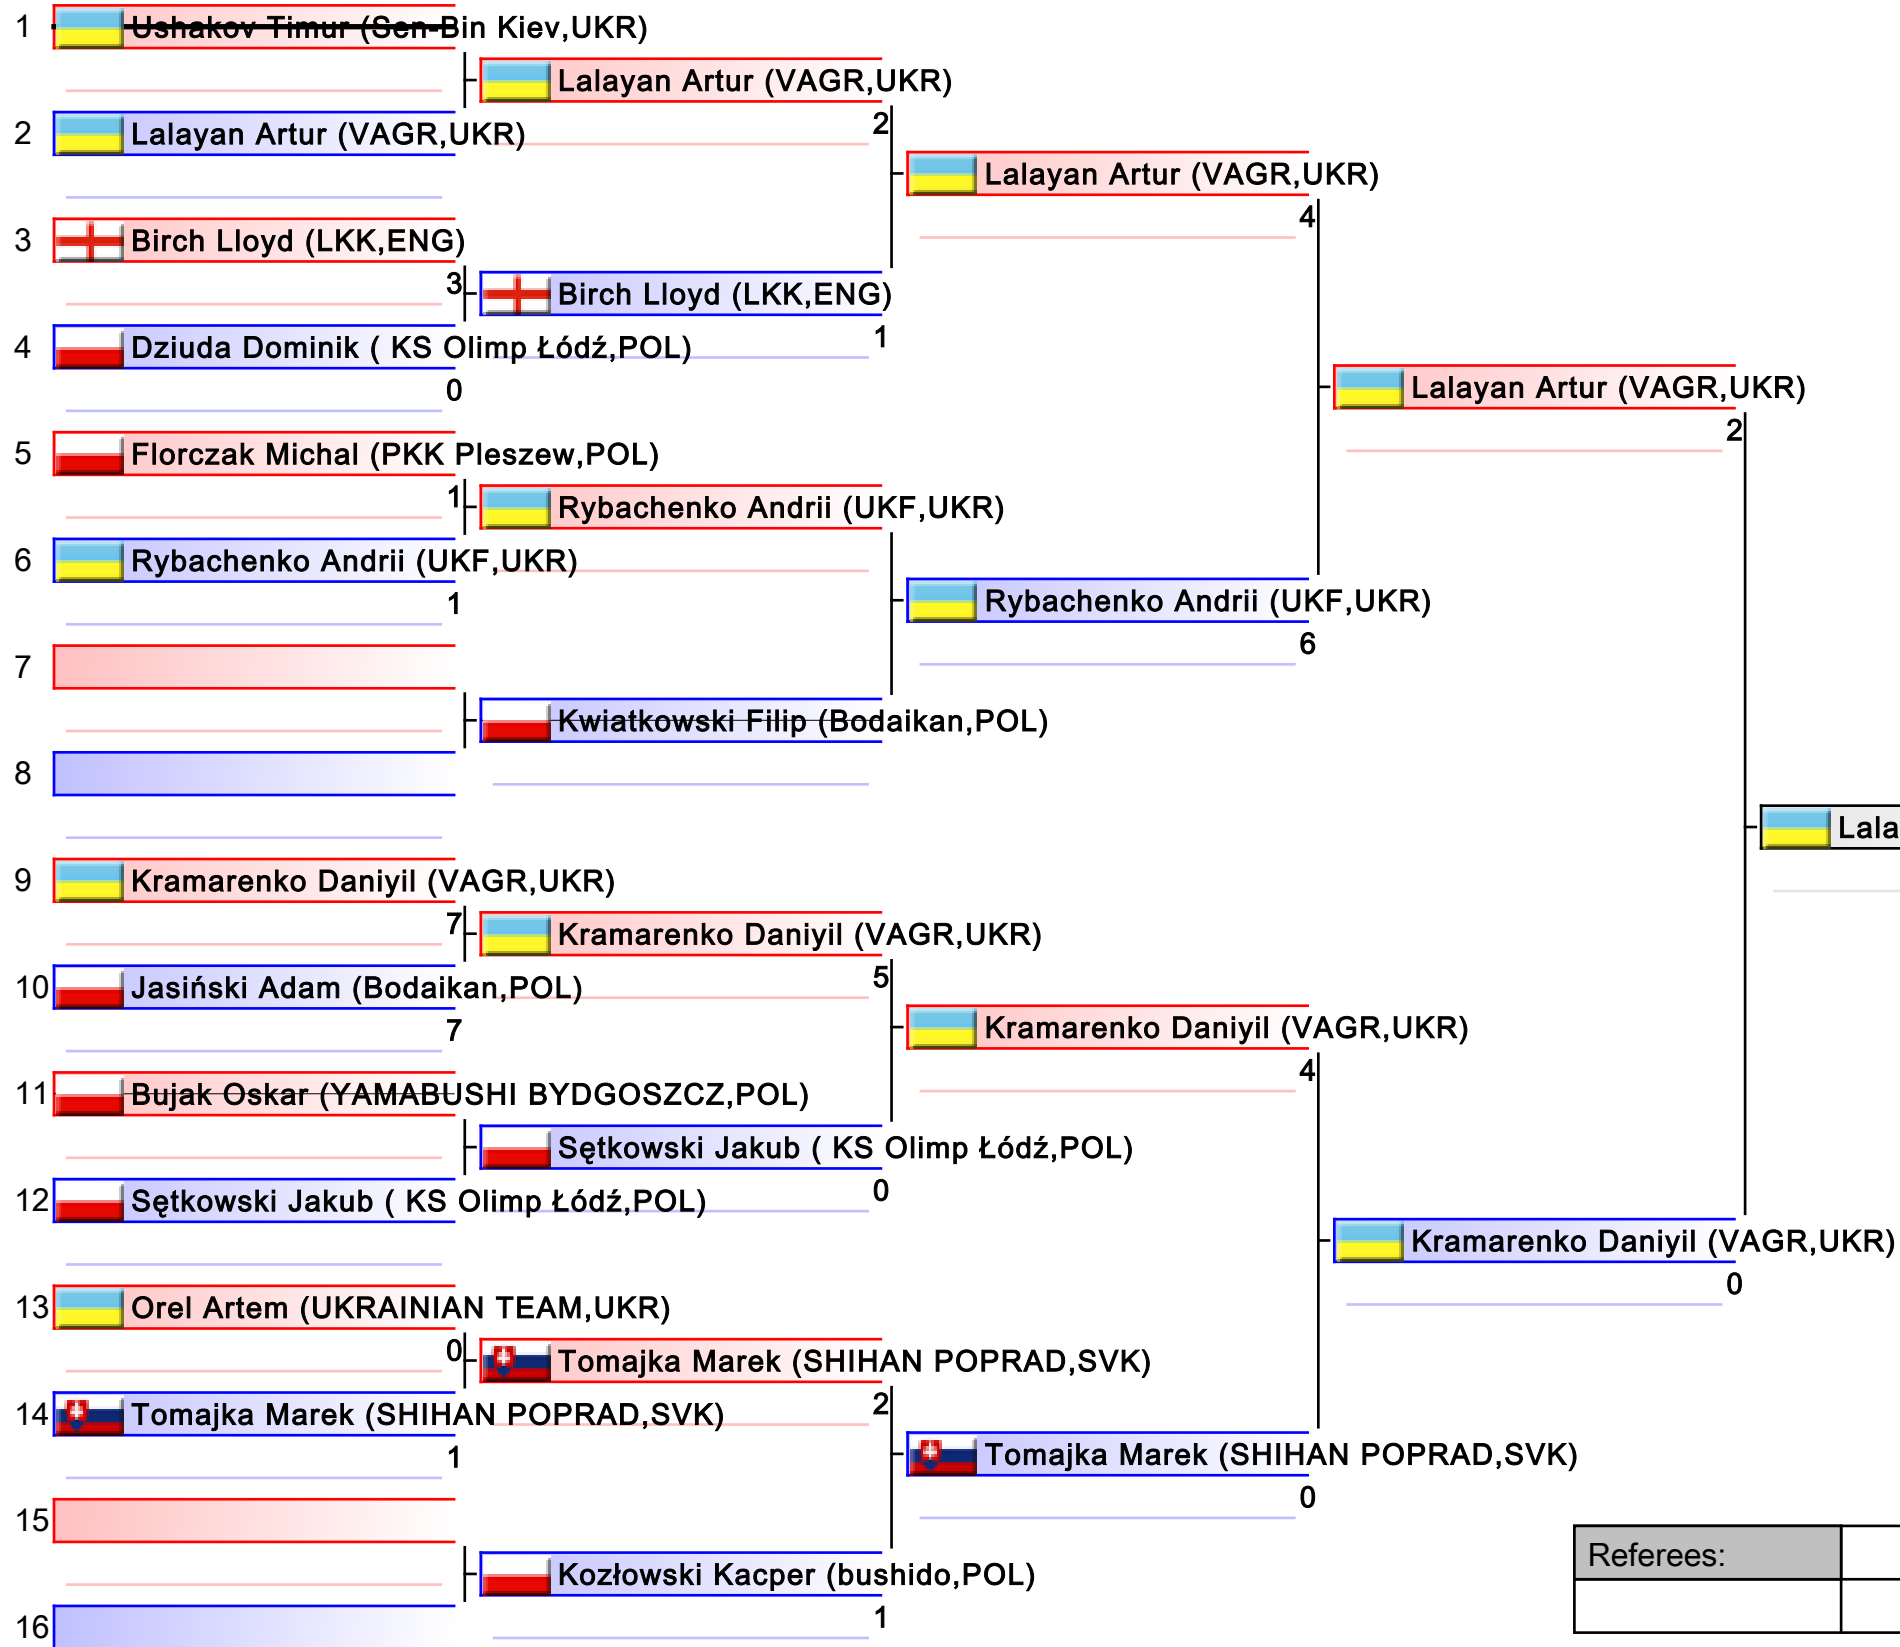 1 Ushakov Timur (Sen-Bin Kiev,UKR)
Lalayan Artur (VAGR,UKR)
2
2 Lalayan Artur (VAGR,UKR)
Lalayan Artur (VAGR,UKR)
4
3 Birch Lloyd (LKK,ENG)
3
Birch Lloyd (LKK,ENG)
1
4 Dziuda Dominik ( KS Olimp Łódź,POL)
0
Lalayan Artur (VAGR,UKR)
2
5 Florczak Michal (PKK Pleszew,POL)
1
Rybachenko Andrii (UKF,UKR)
6 Rybachenko Andrii (UKF,UKR)
1
Rybachenko Andrii (UKF,UKR)
6
7
Kwiatkowski Filip (Bodaikan,POL)
8
Lala
9 Kramarenko Daniyil (VAGR,UKR)
7
Kramarenko Daniyil (VAGR,UKR)
5
10 Jasiński Adam (Bodaikan,POL)
7
Kramarenko Daniyil (VAGR,UKR)
4
11 Bujak Oskar (YAMABUSHI BYDGOSZCZ,POL)
Sętkowski Jakub ( KS Olimp Łódź,POL)
0
12 Sętkowski Jakub ( KS Olimp Łódź,POL)
Kramarenko Daniyil (VAGR,UKR)
0
13 Orel Artem (UKRAINIAN TEAM,UKR)
0
Tomajka Marek (SHIHAN POPRAD,SVK)
2
14 Tomajka Marek (SHIHAN POPRAD,SVK)
1
Tomajka Marek (SHIHAN POPRAD,SVK)
0
15
Kozłowski Kacper (bushido,POL)
1
16
Referees: